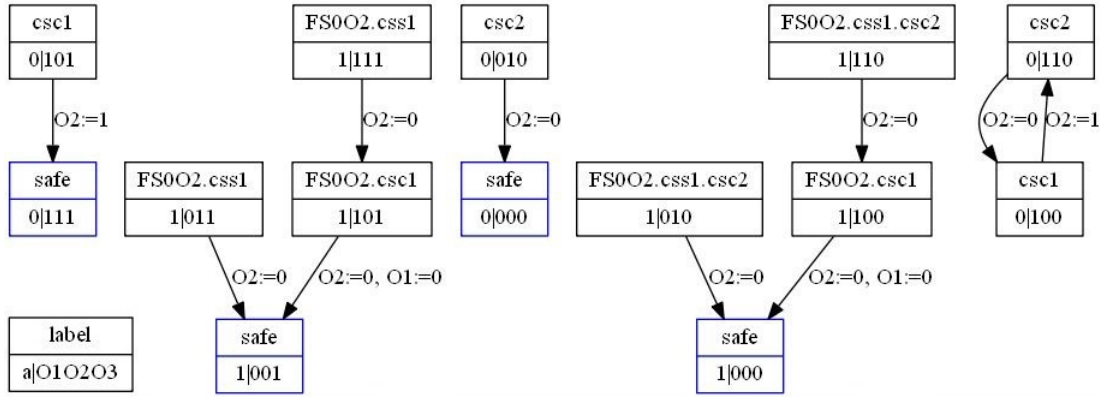 csc1
0|101
FS0O2.css1
1|111
csc2
0|010
FS0O2.css1.csc2
1|110
csc2
0|110
O2:=1
O2:=0
O2:=0
O2:=0
O2:=0
O2:=1
safe
0|111
FS0O2.css1
1|011
FS0O2.csc1
1|101
safe
0|000
FS0O2.css1.csc2
1|010
FS0O2.csc1
1|100
csc1
0|100
O2:=0
O2:=0, O1:=0
O2:=0
O2:=0, O1:=0
label
a|O1O2O3
safe
1|001
safe
1|000